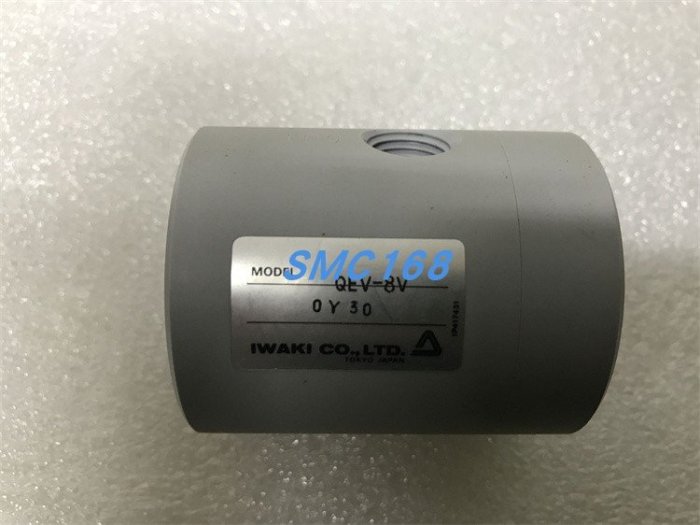 SMC168
MODEL QEV-8V
0Y30
IWAKI CO.,LTD.
TOKYO JAPAN